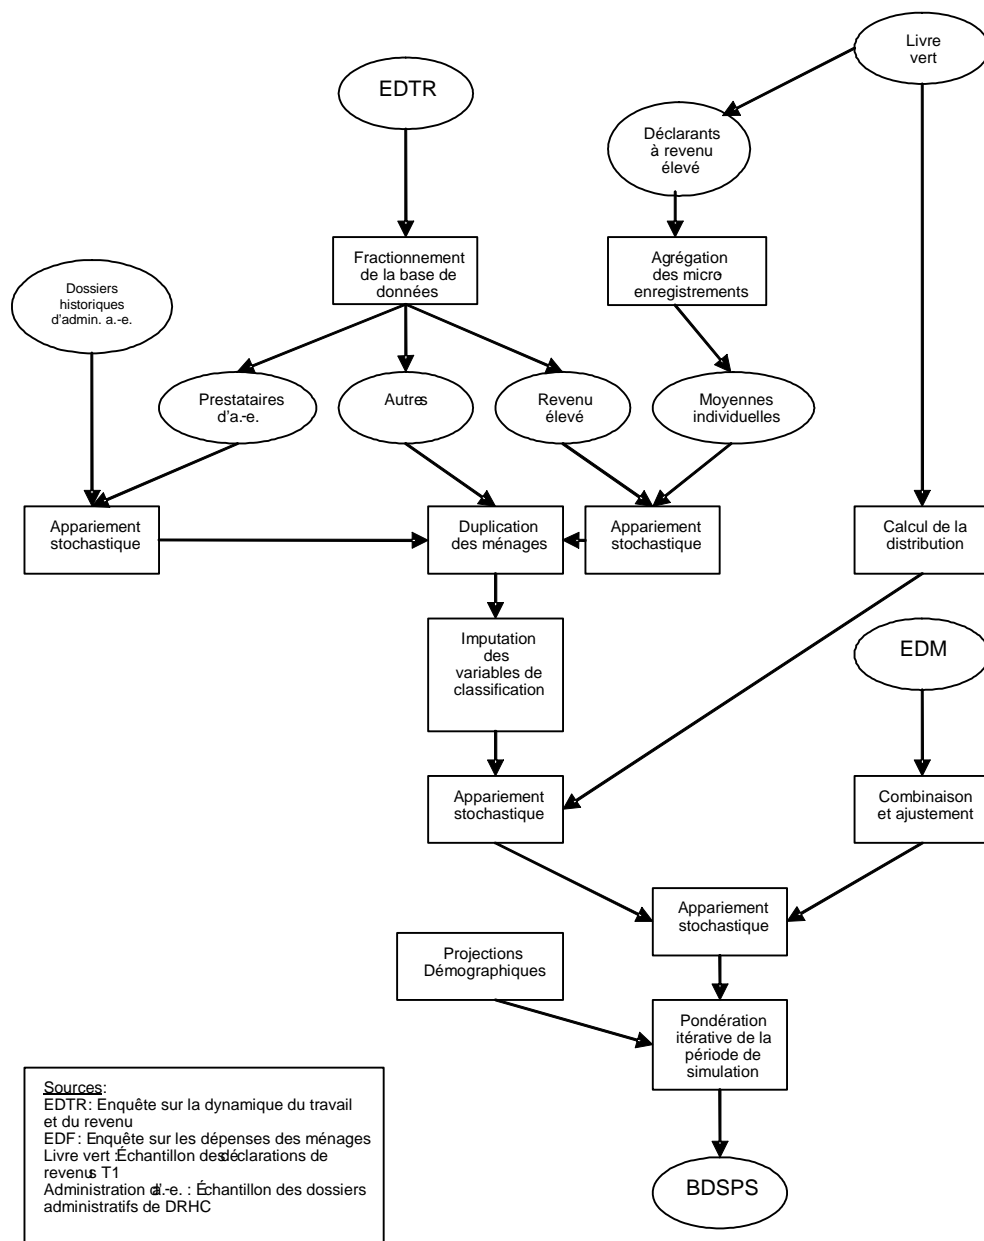 Livre
vert
EDTR
Déclarants
à revenu
élevé
Fractionnement
de la base de
données
Agrégation
des micro-
enregistrements
Dossiers
historiques
d'admin. a.-e.
Prestataires
d'a.-e.
Autres
Revenu
élevé
Moyennes
individuelles
Appariement
stochastique
Duplication
des ménages
Appariement
stochastique
Calcul de la
distribution
Imputation
des
variables de
classification
EDM
Appariement
stochastique
Combinaison
et ajustement
Appariement
stochastique
Projections
Démographiques
Pondération
itérative de la
période de
simulation
Sources:
EDTR: Enquête sur la dynamique du travail
et du revenu
EDF: Enquête sur les dépenses des ménages
Livre vert :Échantillon des déclarations de
revenus T1
Administration d'a.-e. : Échantillon des dossiers
administratifs de DRHC
BDSPS